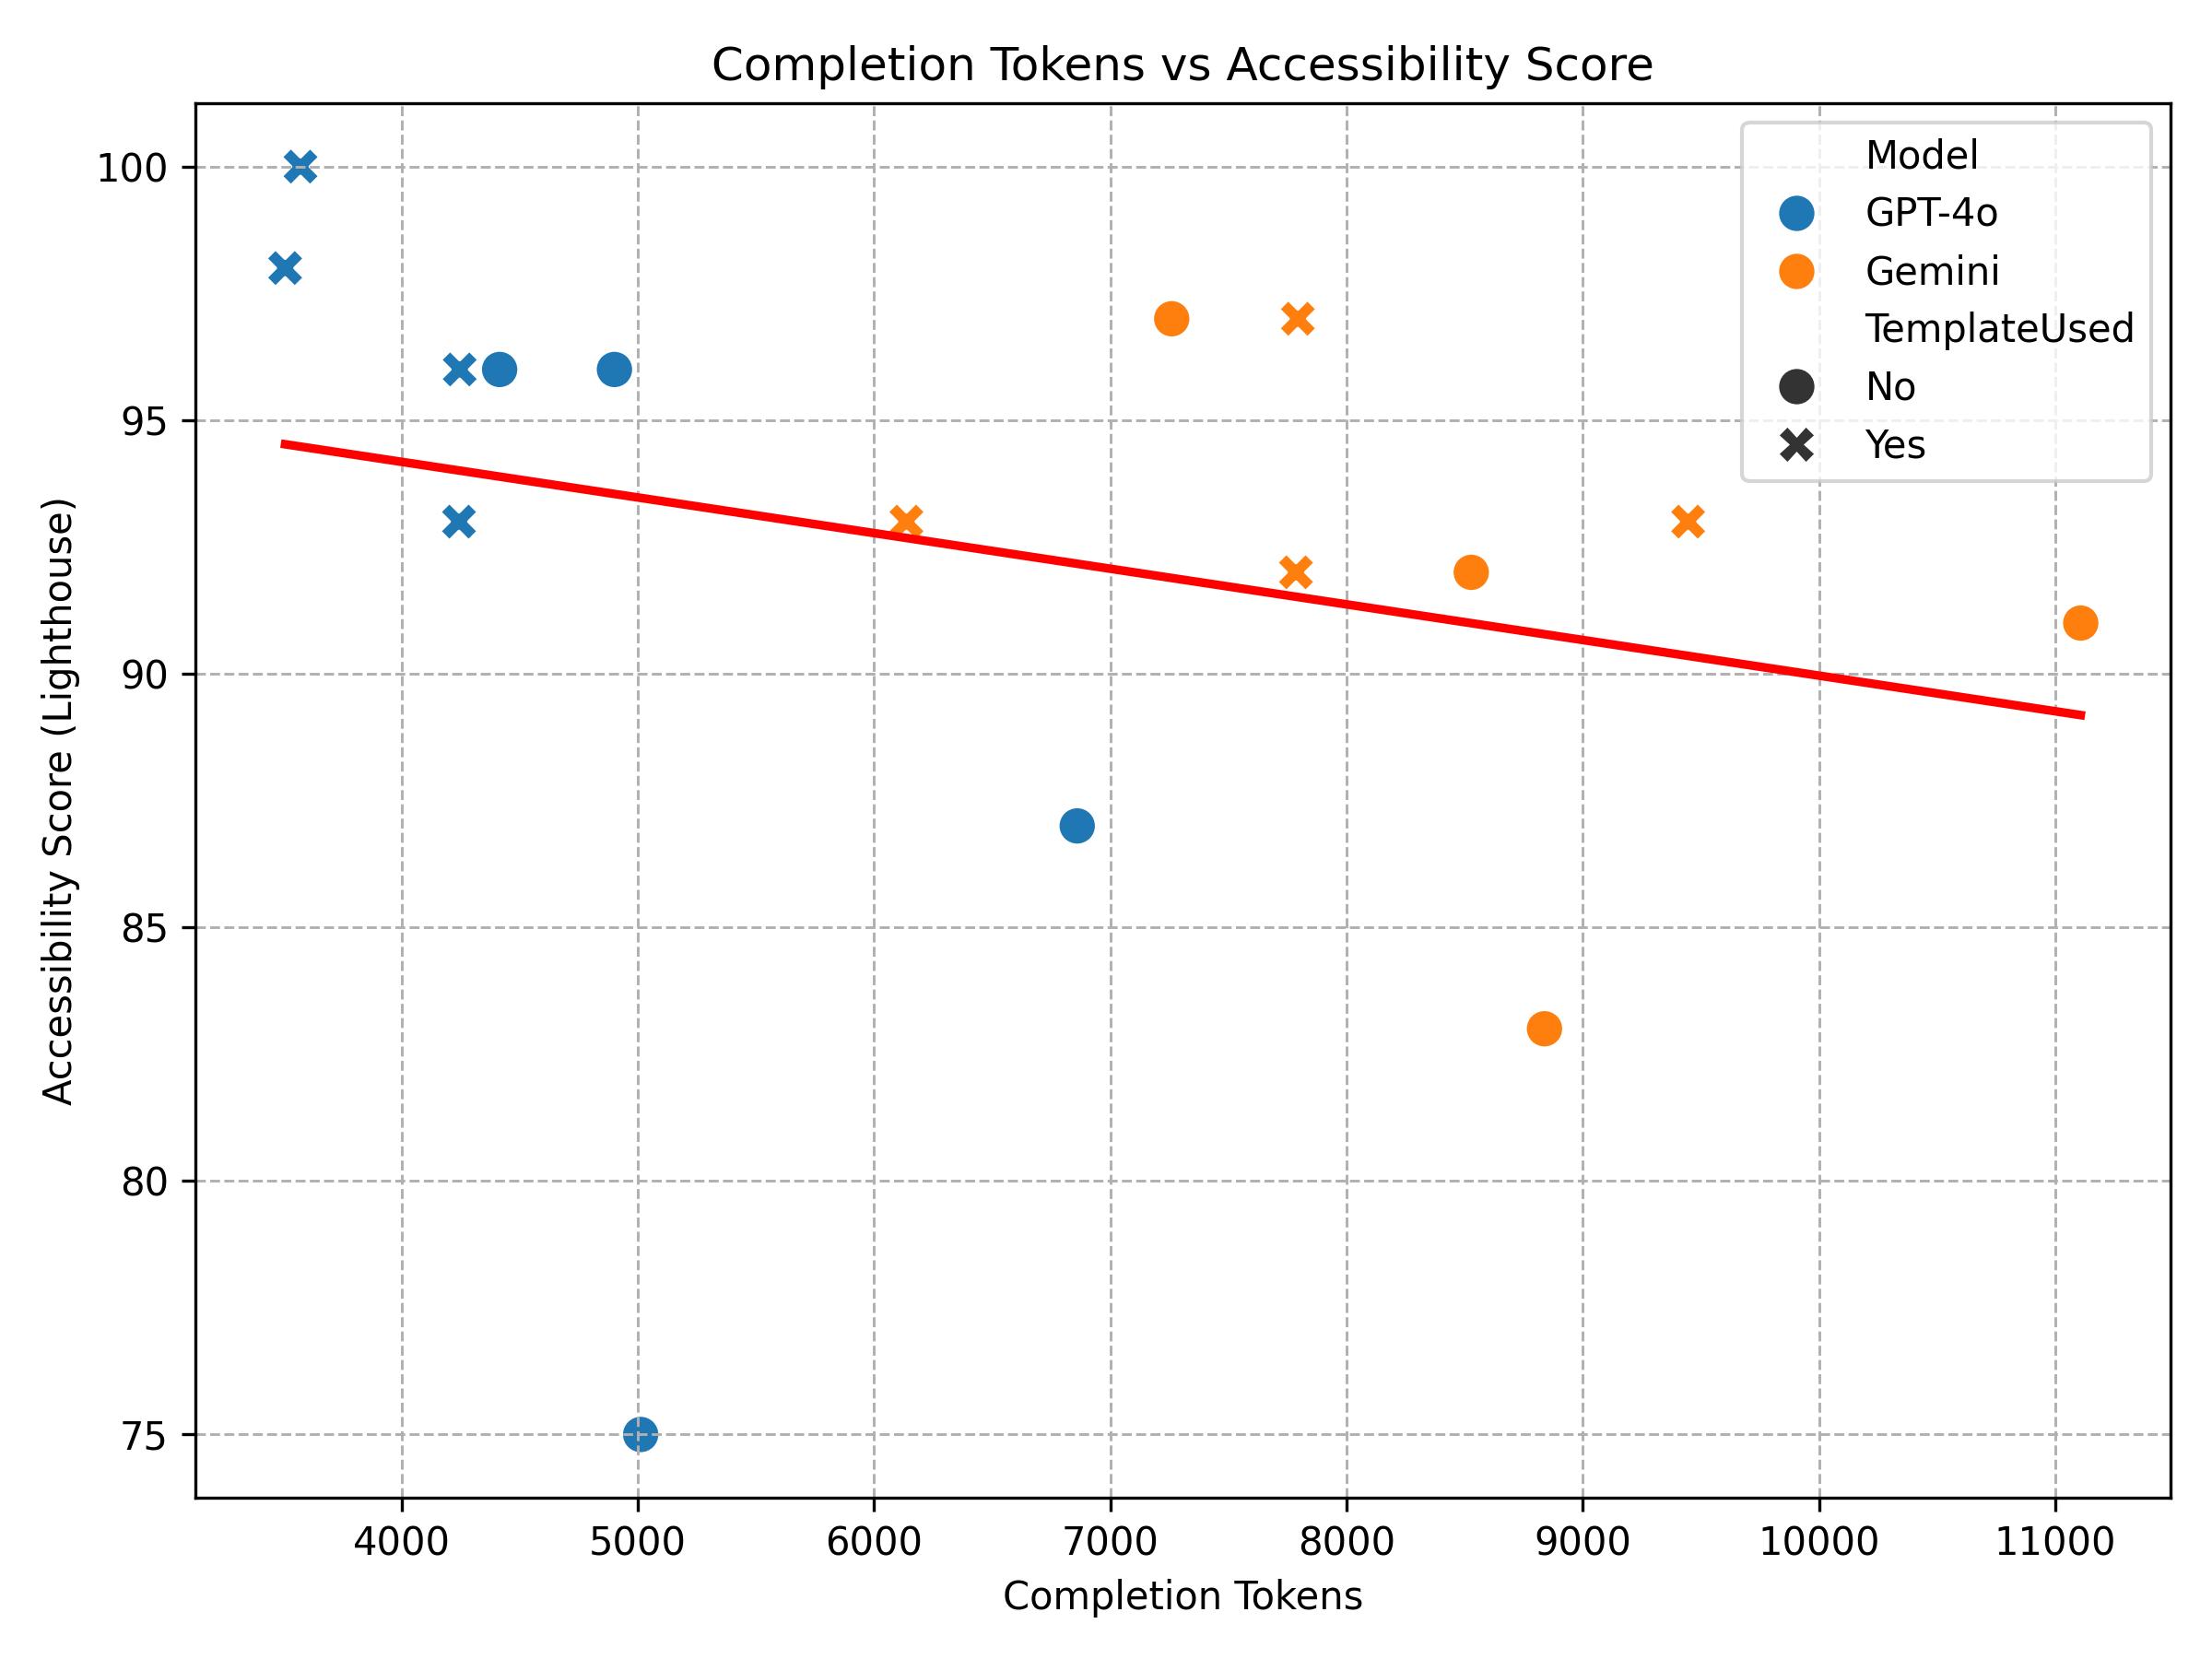 Completion Tokens vs Accessibility Score
Model
GPT-4o
Gemini
TemplateUsed
No
Yes
Accessibility Score (Lighthouse)
100
95
90
85
80
75
4000
5000
6000
7000
8000
9000
10000
11000
Completion Tokens